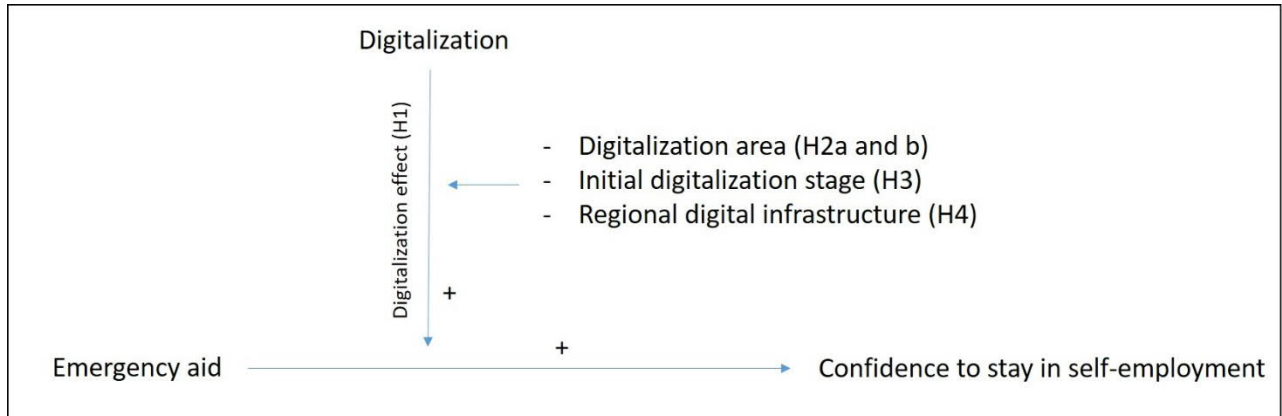 Digitalization
Digitalization effect (H1)
- Digitalization area (H2a and b)
- Initial digitalization stage (H3)
- Regional digital infrastructure (H4)
+
+
Emergency aid
Confidence to stay in self-employment